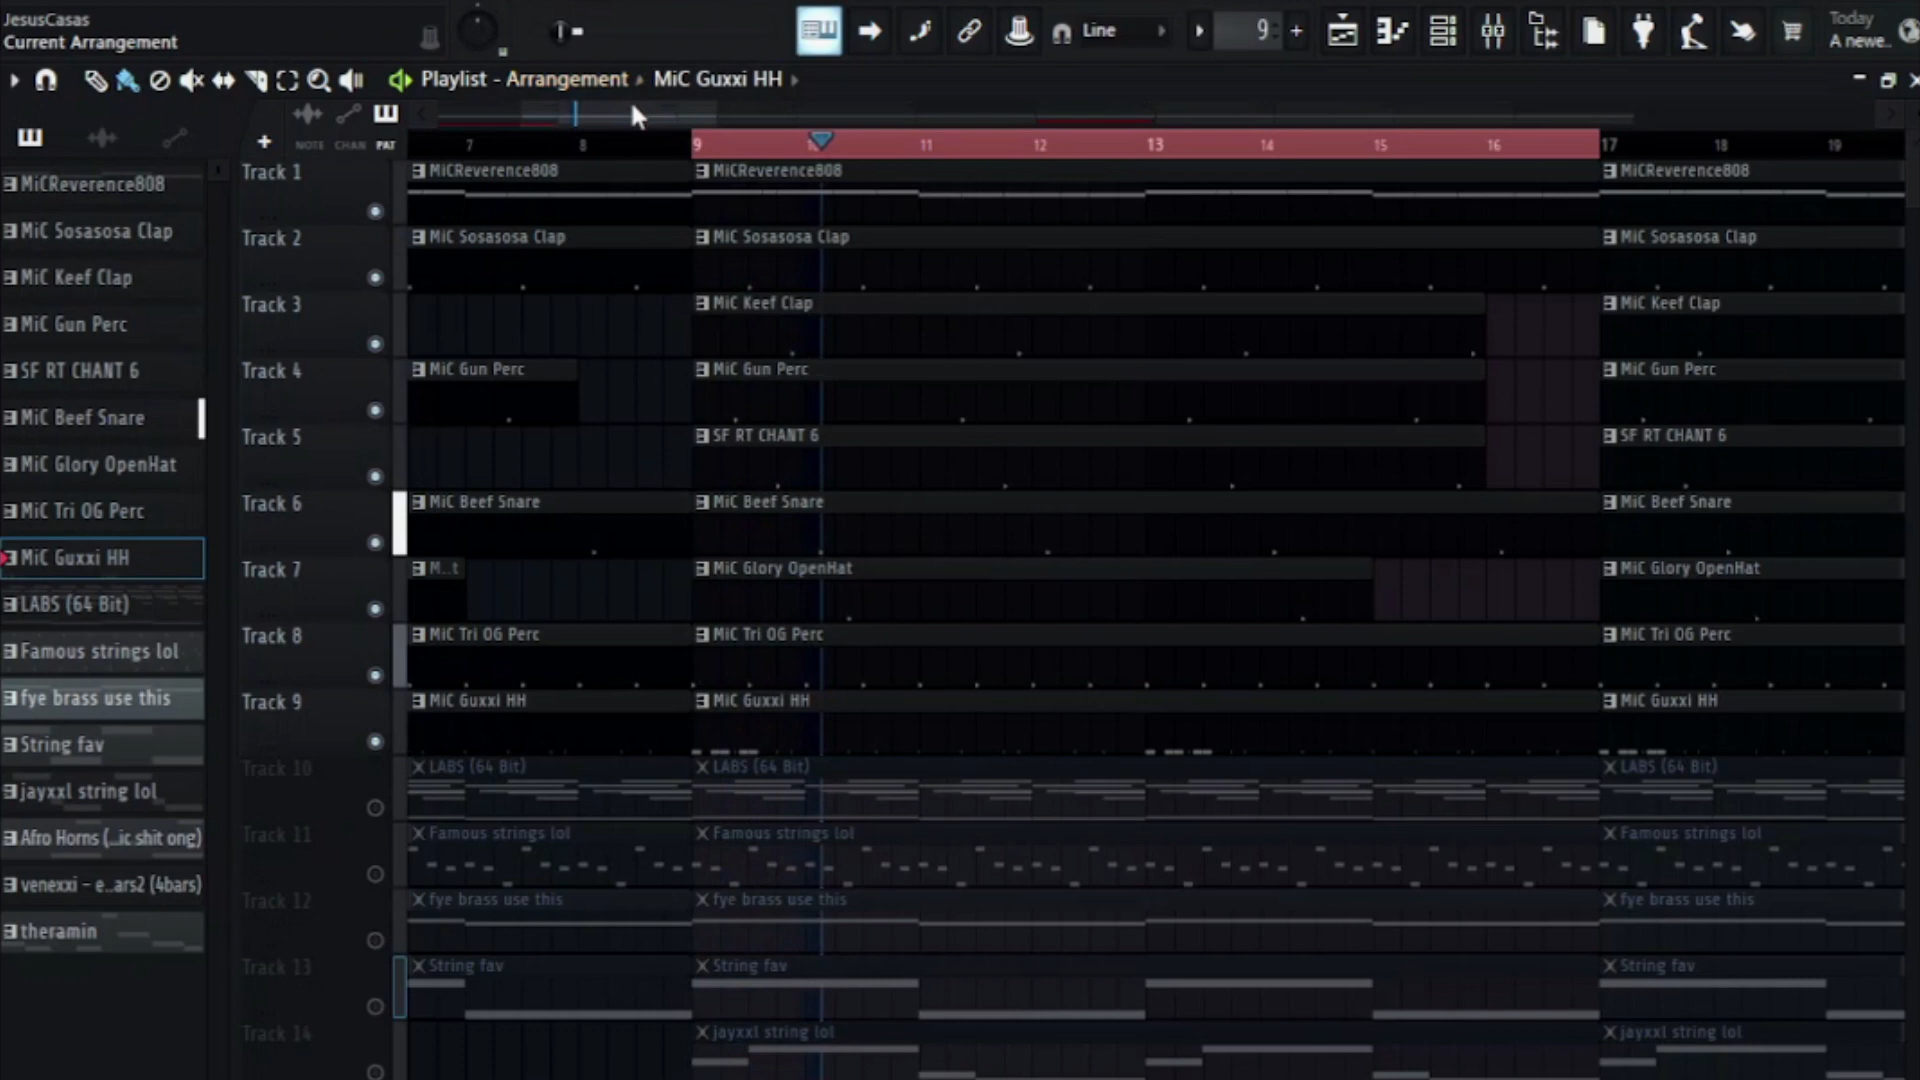 JesusCasas
Current Arrangement
Line
9
Today
A newe..
Playlist - Arrangement ▸ MiC Guxxi HH
NOTE CHAN PAT
7 8 9 10 11 12 13 14 15 16 17 18 19
MiCReverence808
MiC Sosasosa Clap
MiC Keef Clap
MiC Gun Perc
SF RT CHANT 6
MiC Beef Snare
MiC Glory OpenHat
MiC Tri OG Perc
MiC Guxxi HH
LABS (64 Bit)
Famous strings lol
fye brass use this
String fav
jayxxl string lol
Afro Horns (...ic shit ong)
venexxi - e..ars2 (4bars)
theramin
Track 1 MiCReverence808 MiCReverence808 MiCReverence808
Track 2 MiC Sosasosa Clap MiC Sosasosa Clap MiC Sosasosa Clap
Track 3 MiC Keef Clap MiC Keef Clap
Track 4 MiC Gun Perc MiC Gun Perc MiC Gun Perc
Track 5 SF RT CHANT 6 SF RT CHANT 6
Track 6 MiC Beef Snare MiC Beef Snare MiC Beef Snare
Track 7 M..t MiC Glory OpenHat MiC Glory OpenHat
Track 8 MiC Tri OG Perc MiC Tri OG Perc MiC Tri OG Perc
Track 9 MiC Guxxi HH MiC Guxxi HH MiC Guxxi HH
Track 10 LABS (64 Bit) LABS (64 Bit) LABS (64 Bit)
Track 11 Famous strings lol Famous strings lol Famous strings lol
Track 12 fye brass use this fye brass use this fye brass use this
Track 13 String fav String fav String fav
Track 14 jayxxl string lol jayxxl string lol